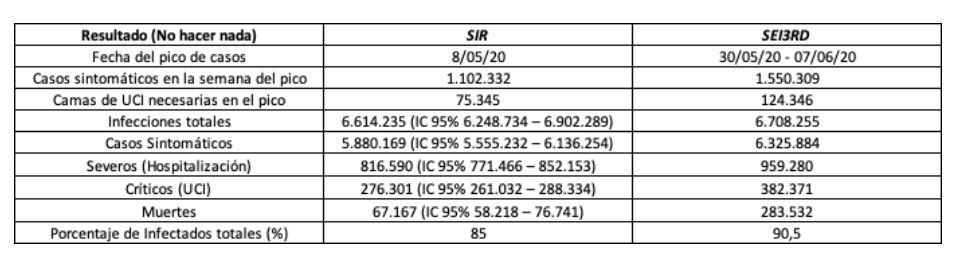 Resultado (No hacer nada) SIR SEI3RD
Fecha del pico de casos 8/05/20 30/05/20 - 07/06/20
Casos sintomáticos en la semana del pico 1.102.332 1.550.309
Camas de UCI necesarias en el pico 75.345 124.346
Infecciones totales 6.614.235 (IC 95% 6.248.734 – 6.902.289) 6.708.255
Casos Sintomáticos 5.880.169 (IC 95% 5.555.232 – 6.136.254) 6.325.884
Severos (Hospitalización) 816.590 (IC 95% 771.466 – 852.153) 959.280
Críticos (UCI) 276.301 (IC 95% 261.032 – 288.334) 382.371
Muertes 67.167 (IC 95% 58.218 – 76.741) 283.532
Porcentaje de Infectados totales (%) 85 90,5